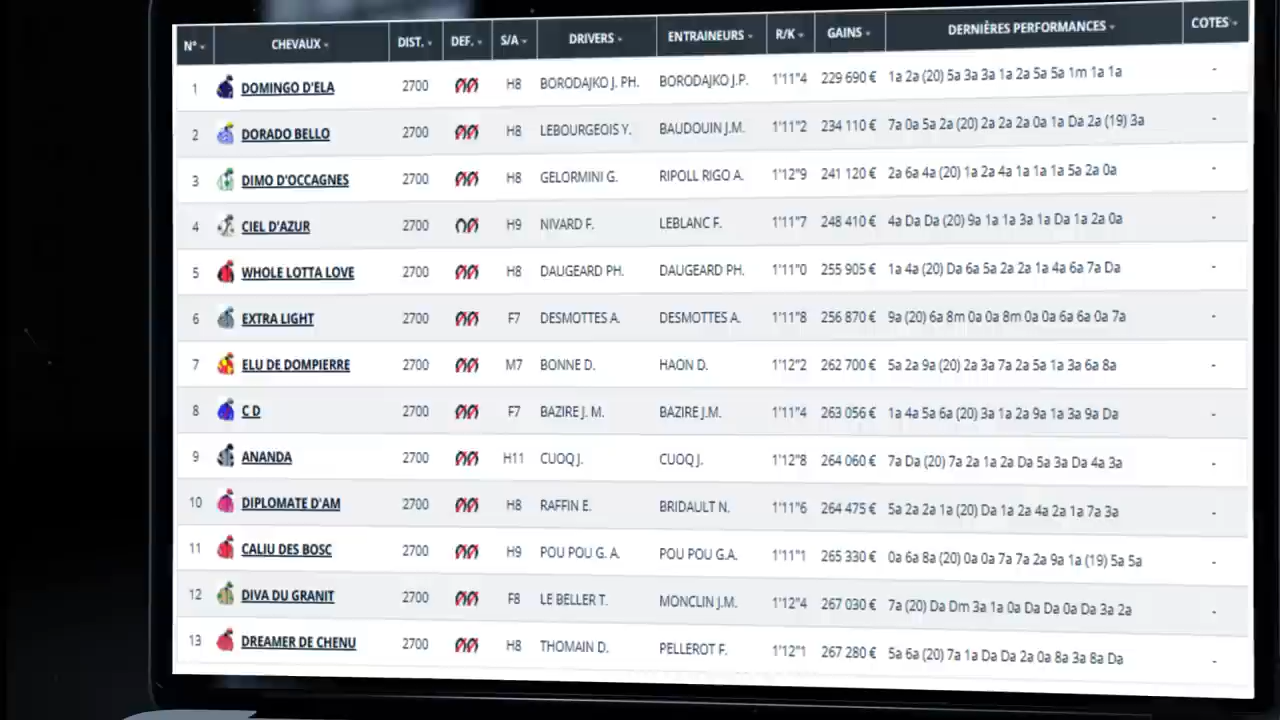 N° CHEVAUX DIST. DEF. S/A DRIVERS ENTRAINEURS R/K GAINS DERNIÈRES PERFORMANCES COTES
1 DOMINGO D'ELA 2700 H8 BORODAJKO J. PH. BORODAJKO J.P. 1'11"4 229 690 € 1a 2a (20) 5a 3a 3a 1a 2a 5a 5a 1m 1a 1a -
2 DORADO BELLO 2700 H8 LEBOURGEOIS Y. BAUDOUIN J.M. 1'11"2 234 110 € 7a 0a 5a 2a (20) 2a 2a 2a 0a 1a Da 2a (19) 3a -
3 DIMO D'OCCAGNES 2700 H8 GELORMINI G. RIPOLL RIGO A. 1'12"9 241 120 € 2a 6a 4a (20) 1a 2a 4a 1a 1a 1a 5a 2a 0a -
4 CIEL D'AZUR 2700 H9 NIVARD F. LEBLANC F. 1'11"7 248 410 € 4a Da Da (20) 9a 1a 1a 3a 1a Da 1a 2a 0a -
5 WHOLE LOTTA LOVE 2700 H8 DAUGEARD PH. DAUGEARD PH. 1'11"0 255 905 € 1a 4a (20) Da 6a 5a 2a 2a 1a 4a 6a 7a Da -
6 EXTRA LIGHT 2700 F7 DESMOTTES A. DESMOTTES A. 1'11"8 256 870 € 9a (20) 6a 8m 0a 0a 8m 0a 0a 6a 6a 0a 7a -
7 ELU DE DOMPIERRE 2700 M7 BONNE D. HAON D. 1'12"2 262 700 € 5a 2a 9a (20) 2a 3a 7a 2a 5a 1a 3a 6a 8a -
8 C D 2700 F7 BAZIRE J. M. BAZIRE J.M. 1'11"4 263 056 € 1a 4a 5a 6a (20) 3a 1a 2a 9a 1a 3a 9a Da -
9 ANANDA 2700 H11 CUOQ J. CUOQ J. 1'12"8 264 060 € 7a Da (20) 7a 2a 1a 2a Da 5a 3a Da 4a 3a -
10 DIPLOMATE D'AM 2700 H8 RAFFIN E. BRIDAULT N. 1'11"6 264 475 € 5a 2a 2a 1a (20) Da 1a 2a 4a 2a 1a 7a 3a -
11 CALIU DES BOSC 2700 H9 POU POU G. A. POU POU G.A. 1'11"1 265 330 € 0a 6a 8a (20) 0a 0a 7a 7a 2a 9a 1a (19) 5a 5a -
12 DIVA DU GRANIT 2700 F8 LE BELLER T. MONCLIN J.M. 1'12"4 267 030 € 7a (20) Da Dm 3a 1a 0a Da Da 0a Da 3a 2a -
13 DREAMER DE CHENU 2700 H8 THOMAIN D. PELLEROT F. 1'12"1 267 280 € 5a 6a (20) 7a 1a Da Da 2a 0a 8a 3a 8a Da -